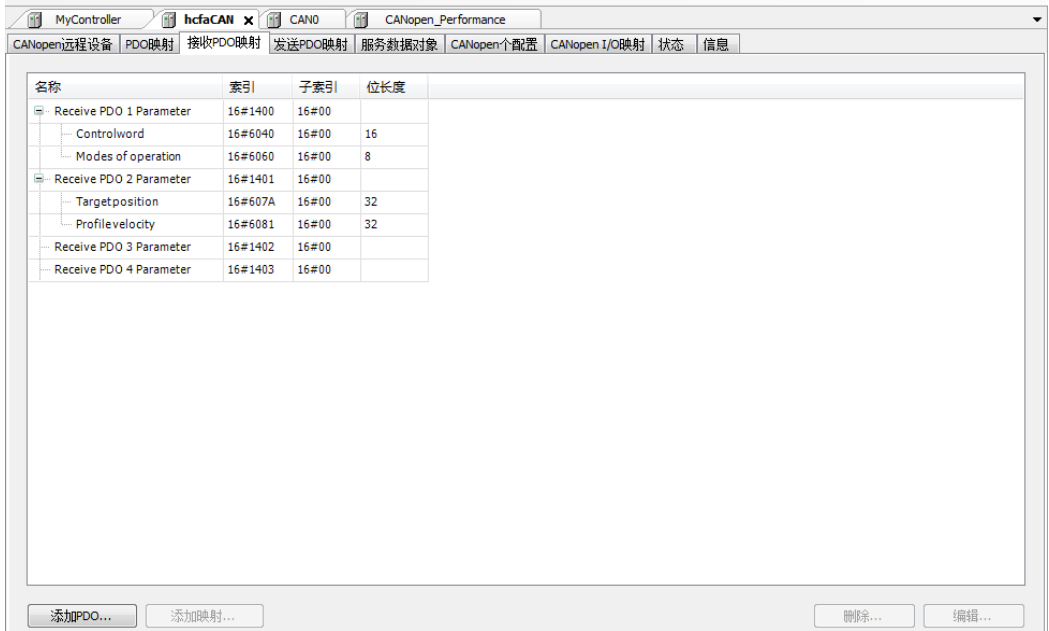 MyController hcfaCAN CAN0 CANopen_Performance
CANopen远程设备 PDO映射 接收PDO映射 发送PDO映射 服务数据对象 CANopen个配置 CANopen I/O映射 状态 信息
名称 索引 子索引 位长度
Receive PDO 1 Parameter 16#1400 16#00
Controlword 16#6040 16#00 16
Modes of operation 16#6060 16#00 8
Receive PDO 2 Parameter 16#1401 16#00
Targetposition 16#607A 16#00 32
Profilevelocity 16#6081 16#00 32
Receive PDO 3 Parameter 16#1402 16#00
Receive PDO 4 Parameter 16#1403 16#00
添加PDO... 添加映射... 删除... 编辑...